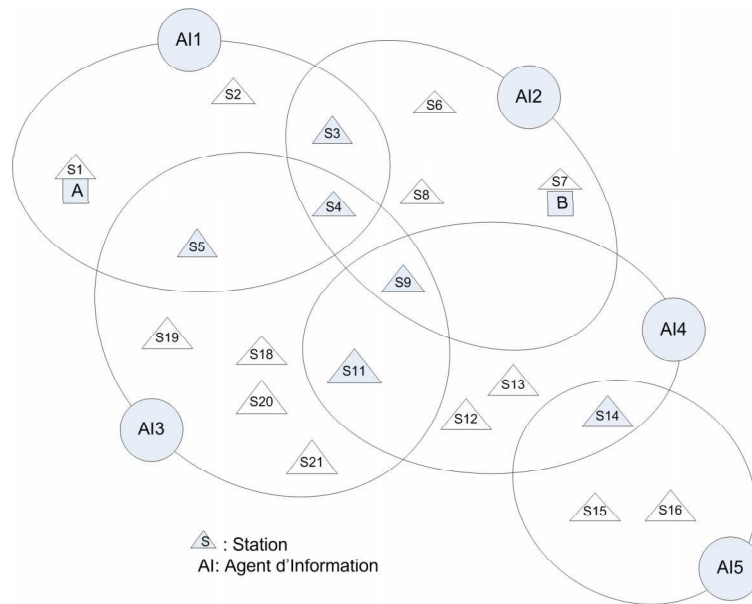 AI1
S2
S6
AI2
S3
S1
A
S7
B
S8
S4
S5
S9
AI4
S19
S18
S11
S13
S20
S12
S14
AI3
S21
S15
S16
S : Station
AI: Agent d'Information
AI5